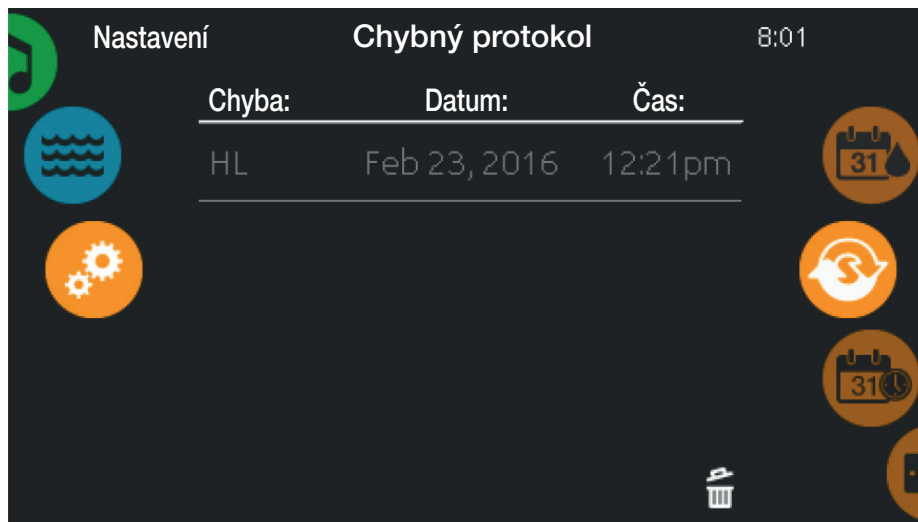 Nastavení Chybný protokol 8:01
Chyba: Datum: Čas:
HL Feb 23, 2016 12:21pm
31
31